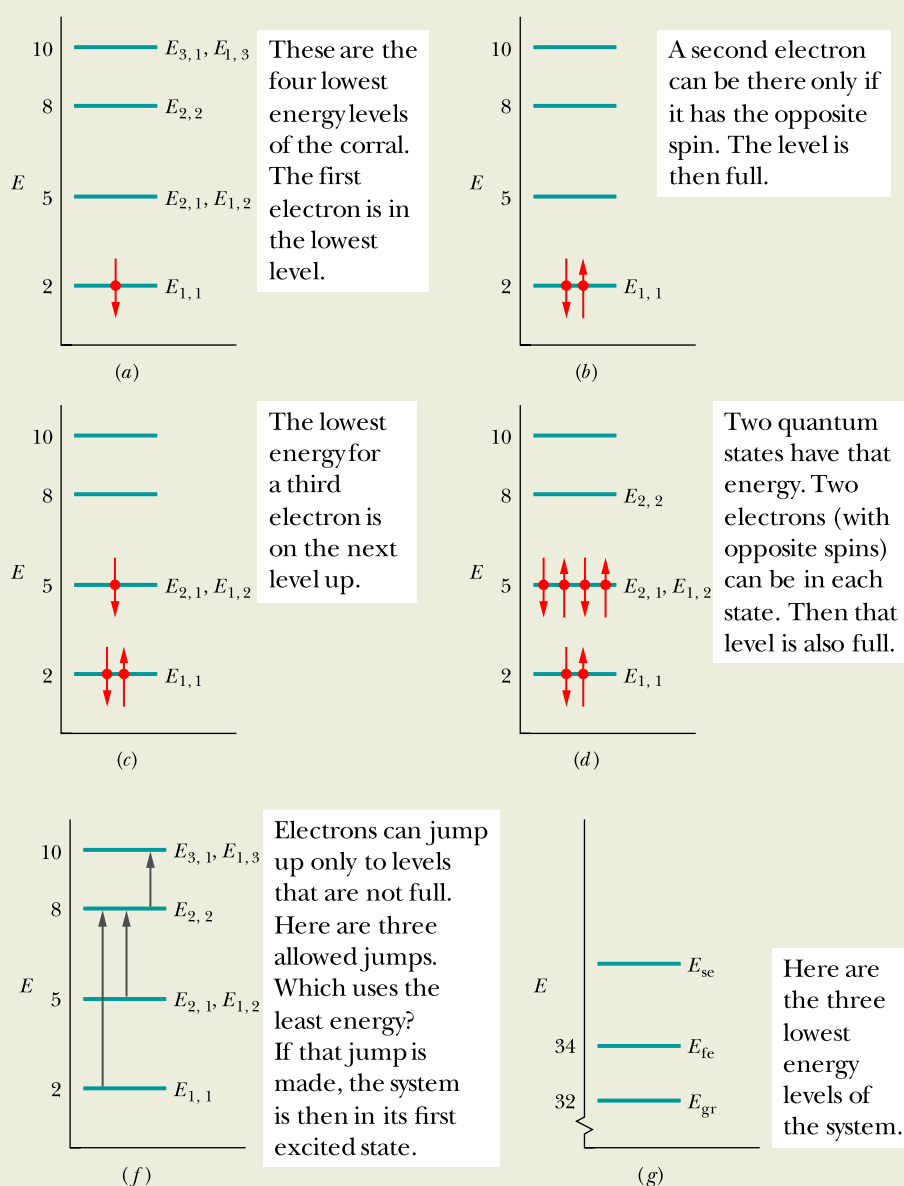 10
E3, 1, E1, 3
8
E2, 2
E
5
E2, 1, E1, 2
2
E1, 1
(a)
These are the
four lowest
energy levels
of the corral.
The first
electron is in
the lowest
level.
10
8
E
5
2
E1, 1
(b)
A second electron
can be there only if
it has the opposite
spin. The level is
then full.
10
8
E
5
E2, 1, E1, 2
2
E1, 1
(c)
The lowest
energy for
a third
electron is
on the next
level up.
10
8
E2, 2
E
5
E2, 1, E1, 2
2
E1, 1
(d)
Two quantum
states have that
energy. Two
electrons (with
opposite spins)
can be in each
state. Then that
level is also full.
10
E3, 1, E1, 3
8
E2, 2
E
5
E2, 1, E1, 2
2
E1, 1
(f)
Electrons can jump
up only to levels
that are not full.
Here are three
allowed jumps.
Which uses the
least energy?
If that jump is
made, the system
is then in its first
excited state.
Ese
E
34
Efe
32
Egr
(g)
Here are
the three
lowest
energy
levels of
the system.